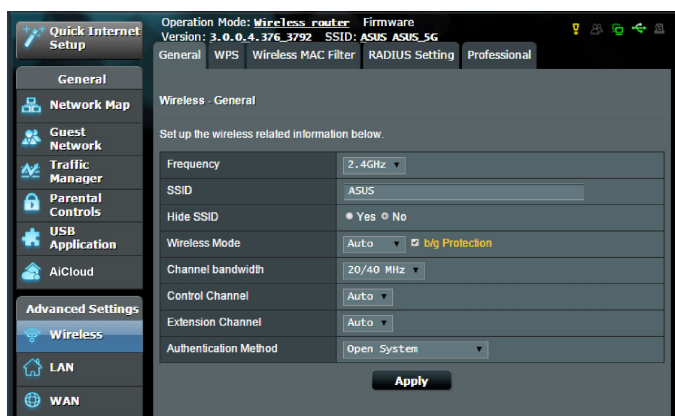 Quick Internet
Setup
General
Network Map
Guest
Network
Traffic
Manager
Parental
Controls
USB
Application
AiCloud
Advanced Settings
Wireless
LAN
WAN
Operation Mode: Wireless router Firmware
Version: 3.0.0.4.376_3792 SSID: ASUS ASUS_5G
General WPS Wireless MAC Filter RADIUS Setting Professional
Wireless - General
Set up the wireless related information below.
Frequency 2.4GHz
SSID ASUS
Hide SSID Yes No
Wireless Mode Auto b/g Protection
Channel bandwidth 20/40 MHz
Control Channel Auto
Extension Channel Auto
Authentication Method Open System
Apply